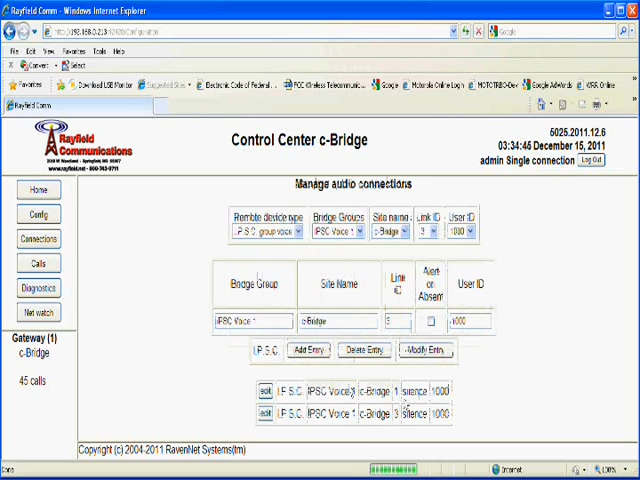 Rayfield Comm - Windows Internet Explorer
Google
File Edit View Favorites Tools Help
Convert Select
Favorites Download USB Monitor Suggested Sites Electronic Code of Federal... FCC Wireless Telecommunic... Google Motorola Online Login MOTOTRBO-Dev Google AdWords
Rayfield Comm
Rayfield
Communications
www.rayfield.net - 800-743-9711
Control Center c-Bridge
5025.2011.12.6
03:34:45 December 15, 2011
admin Single connection Log Out
Manage audio connections
Home
Config
Connections
Calls
Diagnostics
Net watch
Gateway (1)
c-Bridge
45 calls
Remote device type Bridge Groups Site name Link ID User ID
I.P.S.C. group voice IPSC Voice 1 c-Bridge 3 1000
Bridge Group Site Name Link ID Alert on Absent User ID
IPSC Voice 1 c-Bridge 3 1000
I.P.S.C. Add Entry Delete Entry Modify Entry
edit I.P.S.C. IPSC Voice 1 c-Bridge 1 silence 1000
edit I.P.S.C. IPSC Voice 1 c-Bridge 3 silence 1000
Copyright (c) 2004-2011 RavenNet Systems(tm)
Done Internet 100%